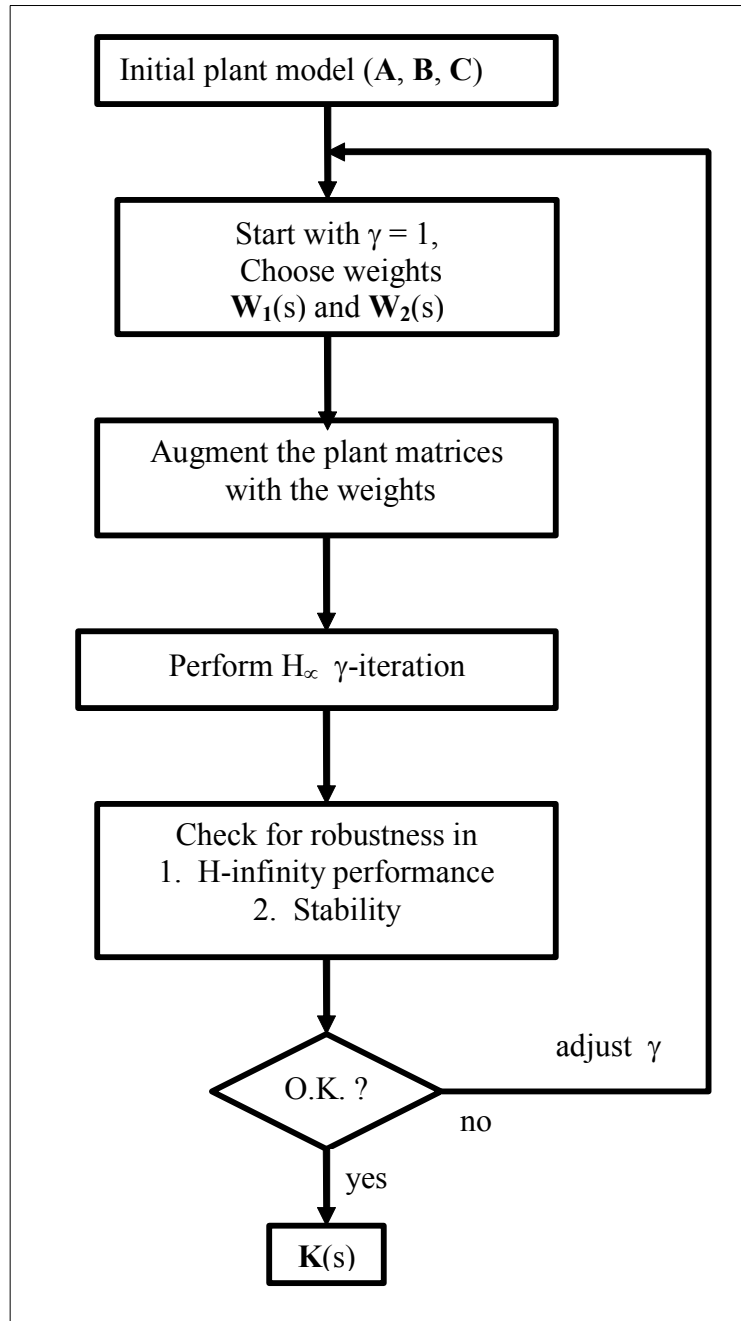 Initial plant model (A, B, C)
Start with γ = 1,
Choose weights
W₁(s) and W₂(s)
Augment the plant matrices
with the weights
Perform H∞ γ-iteration
Check for robustness in
1. H-infinity performance
2. Stability
O.K. ?
adjust γ
no
yes
K(s)